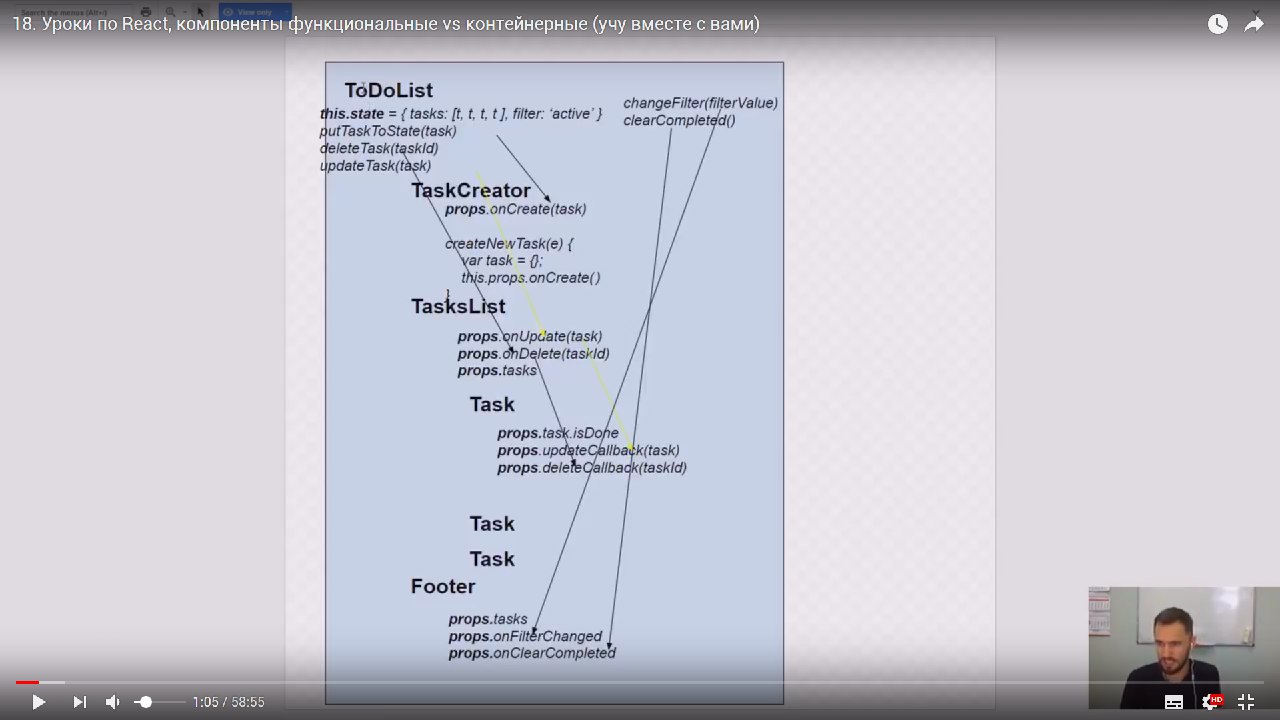 Search the menus (Alt+/)
View only
18. Уроки по React, компоненты функциональные vs контейнерные (учу вместе с вами)
ToDoList
this.state = { tasks: [t, t, t, t ], filter: ‘active’ }
putTaskToState(task)
deleteTask(taskId)
updateTask(task)
changeFilter(filterValue)
clearCompleted()
TaskCreator
props.onCreate(task)
createNewTask(e) {
var task = {};
this.props.onCreate()
}
TasksList
props.onUpdate(task)
props.onDelete(taskId)
props.tasks
Task
props.task.isDone
props.updateCallback(task)
props.deleteCallback(taskId)
Task
Task
Footer
props.tasks
props.onFilterChanged
props.onClearCompleted
1:05 / 58:55
HD